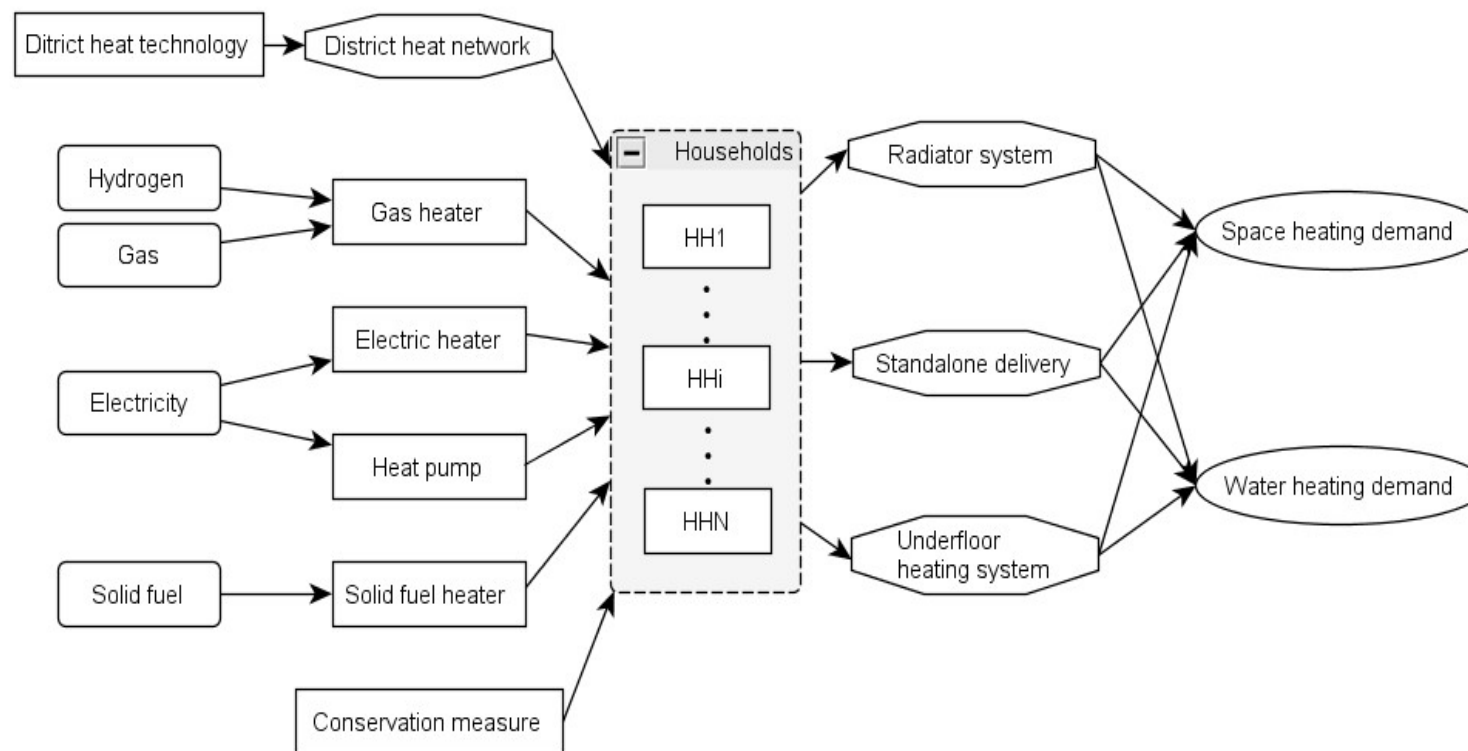 Ditrict heat technology
District heat network
Households
Hydrogen
Gas
Gas heater
HH1
Radiator system
Space heating demand
Electricity
Electric heater
Heat pump
HHi
Standalone delivery
Water heating demand
HHN
Underfloor
heating system
Solid fuel
Solid fuel heater
Conservation measure